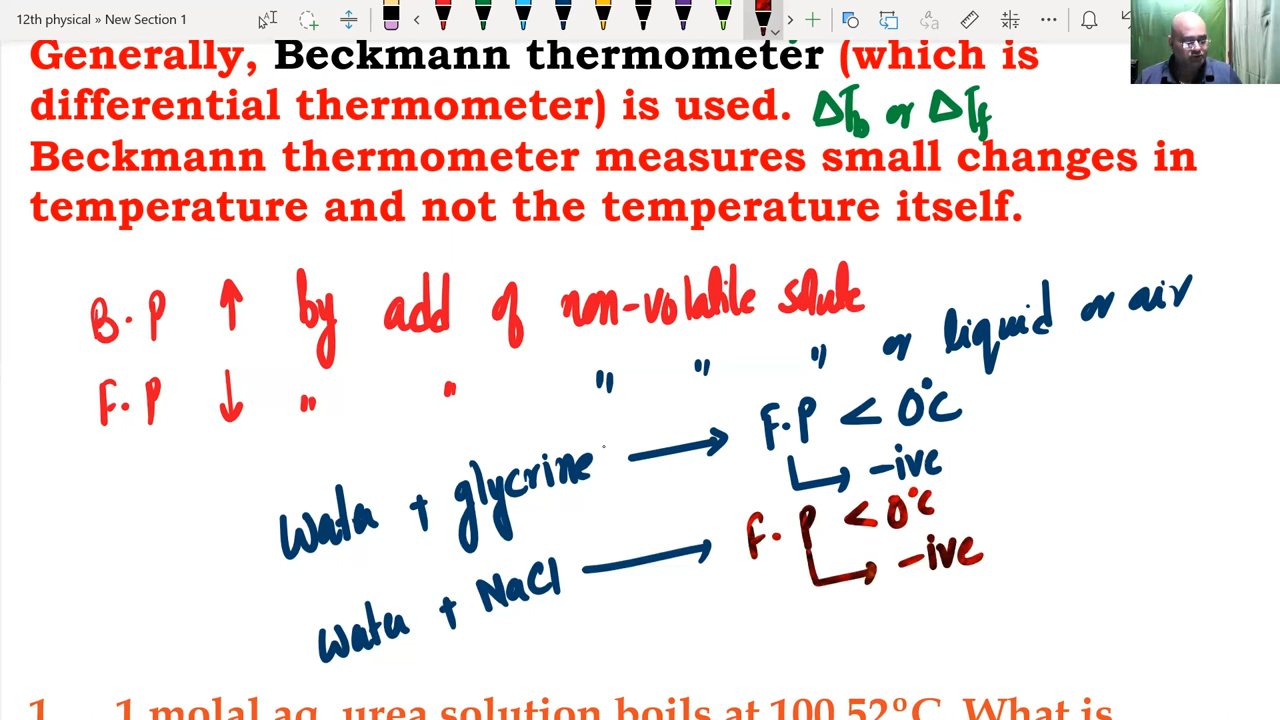 12th physical » New Section 1
Generally, Beckmann thermometer (which is
differential thermometer) is used. ΔTb or ΔTf
Beckmann thermometer measures small changes in
temperature and not the temperature itself.
B.P ↑ by add of non-volatile solute
F.P ↓ " " " " " or liquid or air
water + glycrine → F.P < 0°C
↳ -ive
water + NaCl → F.P < 0°C
↳ -ive
1. 1 molal aq. urea solution boils at 100.52°C. What is